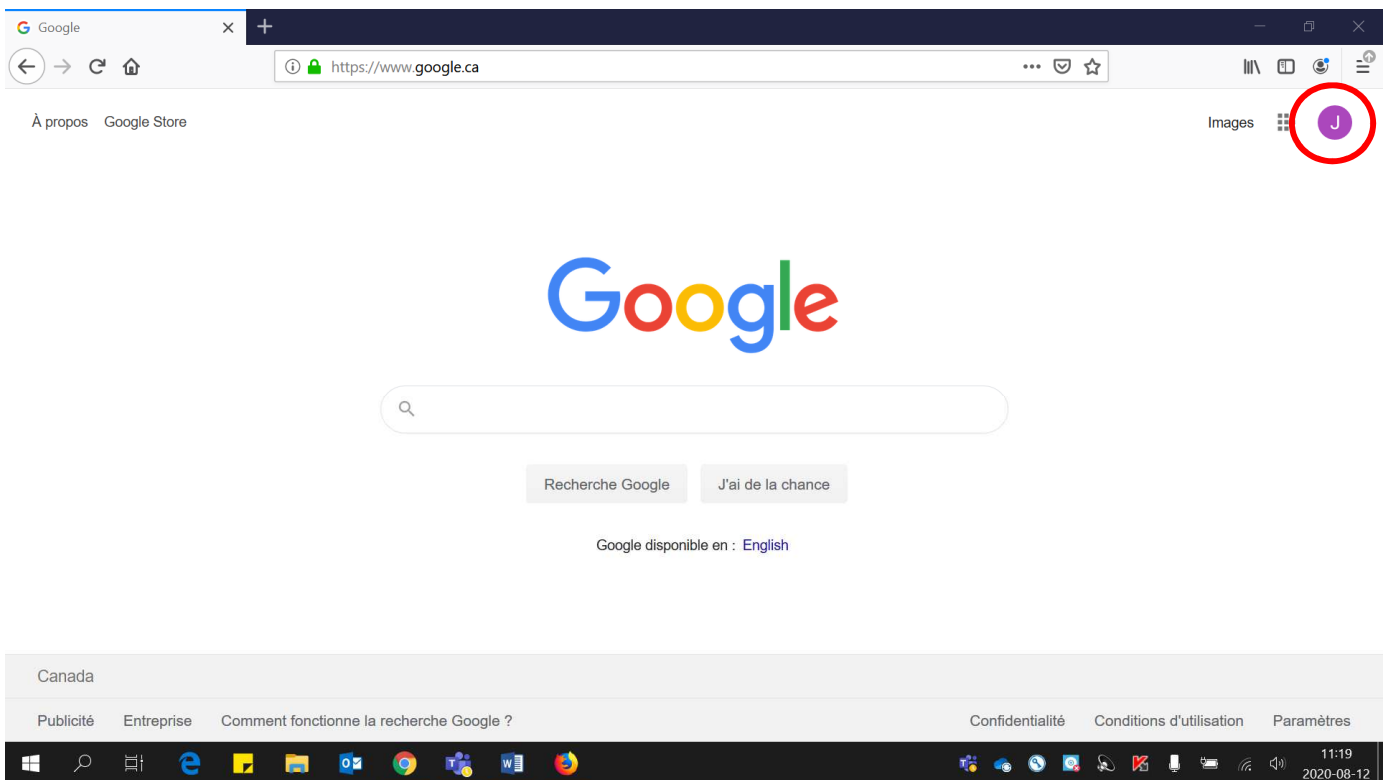 Google
https://www.google.ca
À propos Google Store
Images
J
Google
Recherche Google J'ai de la chance
Google disponible en : English
Canada
Publicité Entreprise Comment fonctionne la recherche Google ?
Confidentialité Conditions d'utilisation Paramètres
11:19
2020-08-12